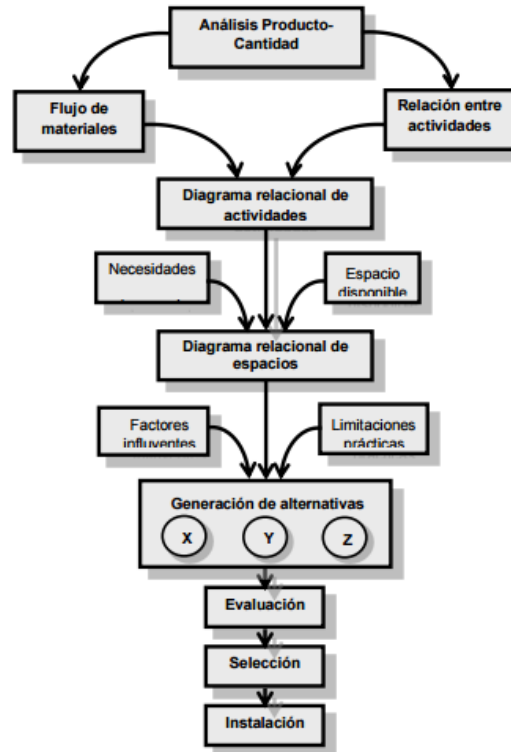 Análisis Producto-
Cantidad
Flujo de
materiales
Relación entre
actividades
Diagrama relacional de
actividades
Necesidades
Espacio
disponible
Diagrama relacional de
espacios
Factores
influyentes
Limitaciones
prácticas
Generación de alternativas
X
Y
Z
Evaluación
Selección
Instalación